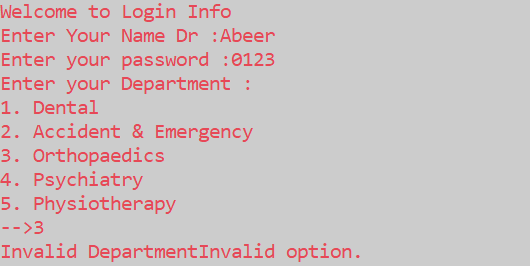 Welcome to Login Info
Enter Your Name Dr :Abeer
Enter your password :0123
Enter your Department :
1. Dental
2. Accident & Emergency
3. Orthopaedics
4. Psychiatry
5. Physiotherapy
-->3
Invalid DepartmentInvalid option.